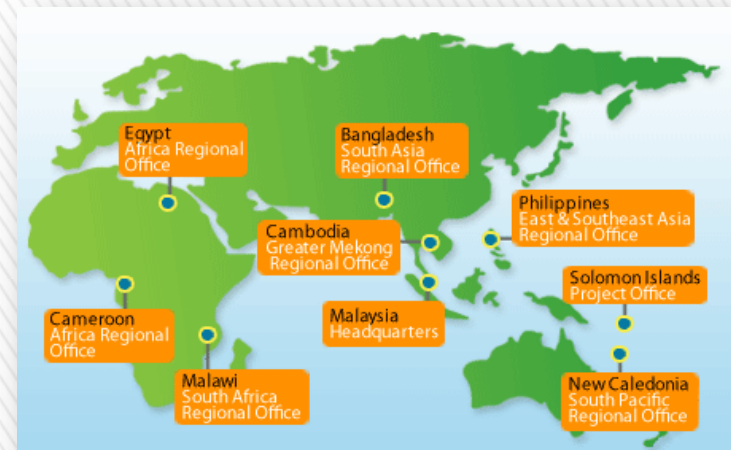 Egypt
Africa Regional
Office
Bangladesh
South Asia
Regional Office
Philippines
East & Southeast Asia
Regional Office
Cambodia
Greater Mekong
Regional Office
Solomon Islands
Project Office
Cameroon
Africa Regional
Office
Malaysia
Headquarters
Malawi
South Africa
Regional Office
New Caledonia
South Pacific
Regional Office